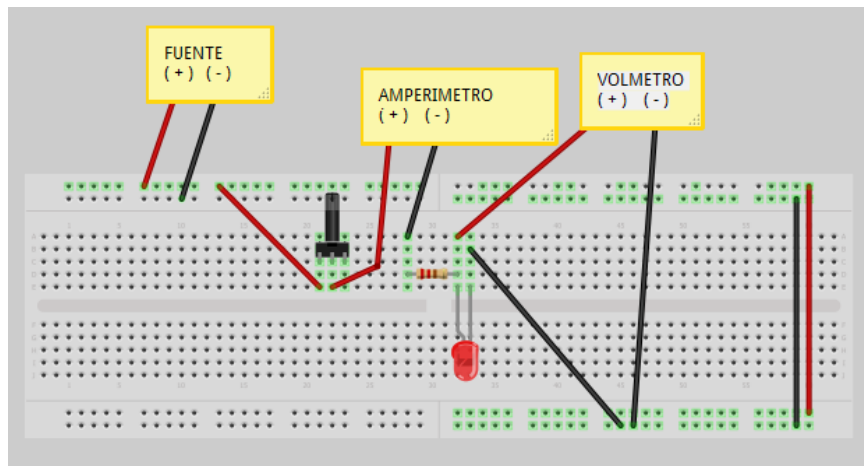 FUENTE
( + ) ( - )
AMPERIMETRO
( + ) ( - )
VOLMETRO
( + ) ( - )